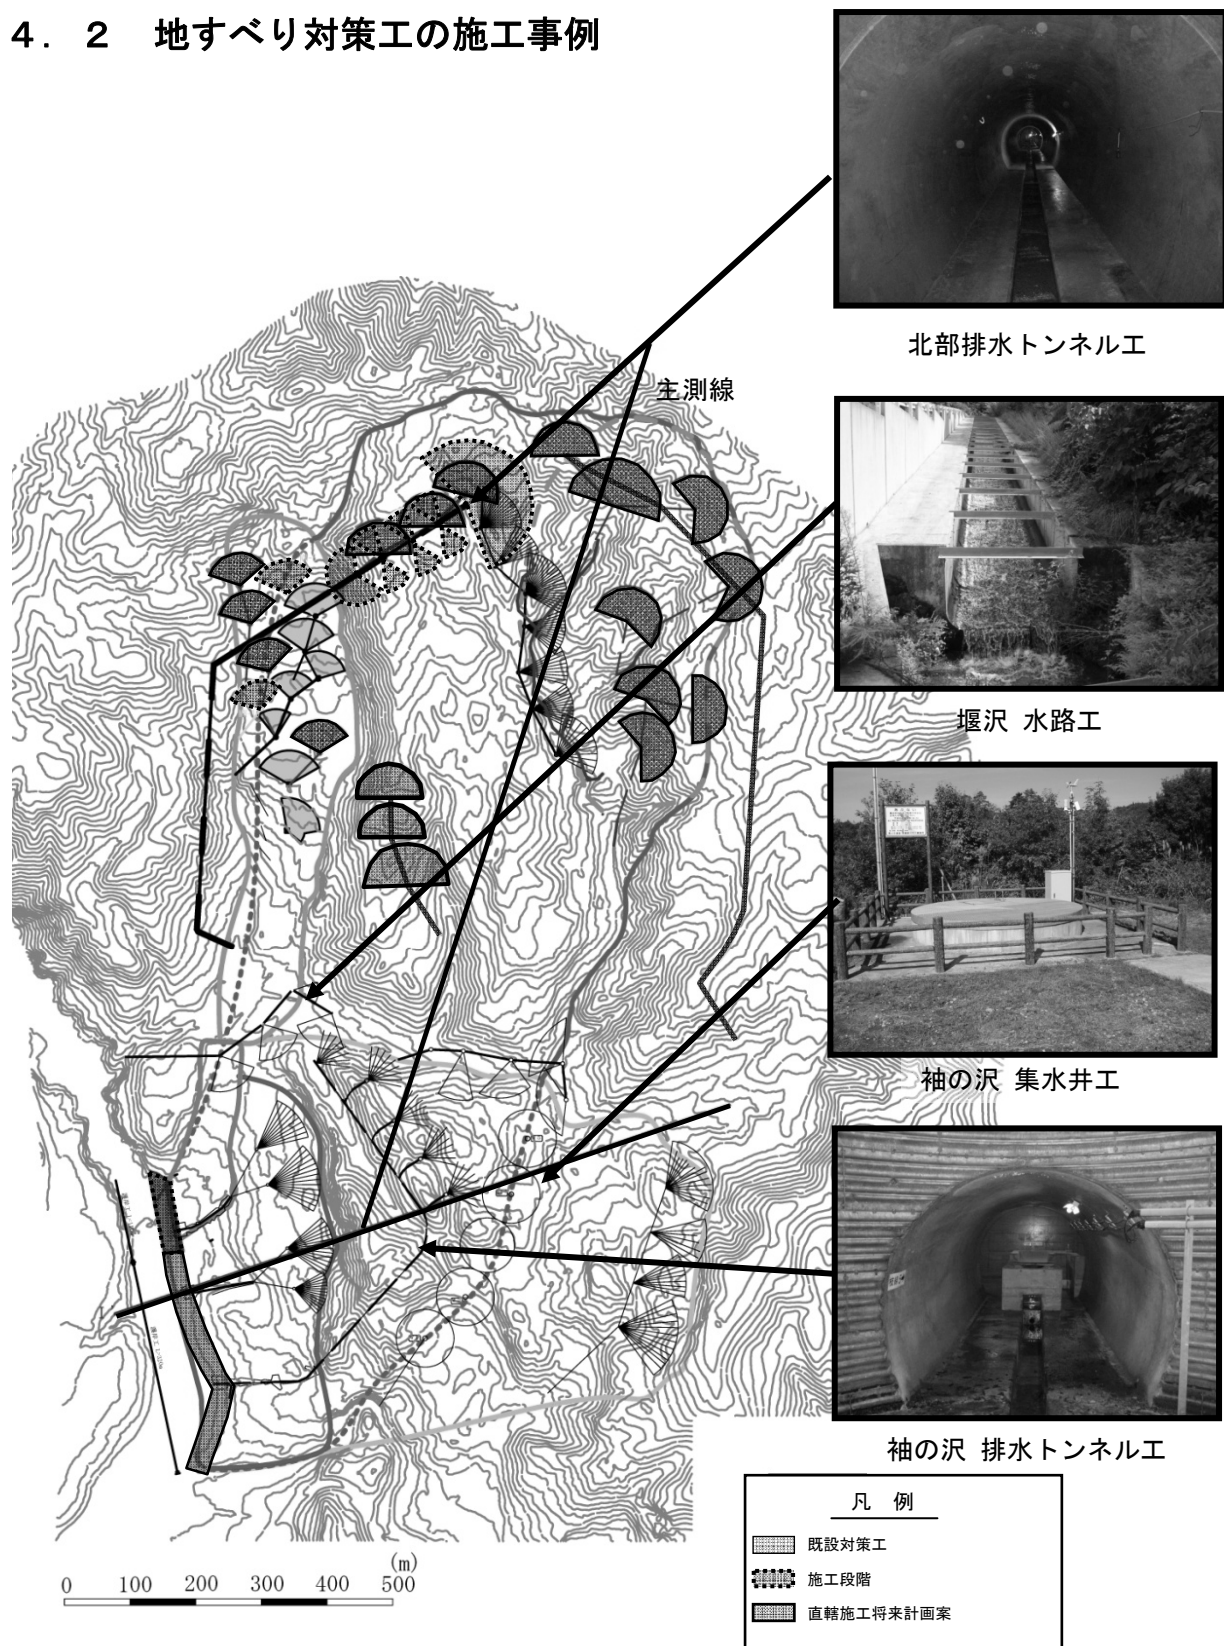 ４．２　地すべり対策工の施工事例
北部排水トンネル工
主測線
堰沢 水路工
袖の沢 集水井工
袖の沢 排水トンネル工
凡 例
既設対策工
施工段階
直轄施工将来計画案
(m)
0 100 200 300 400 500